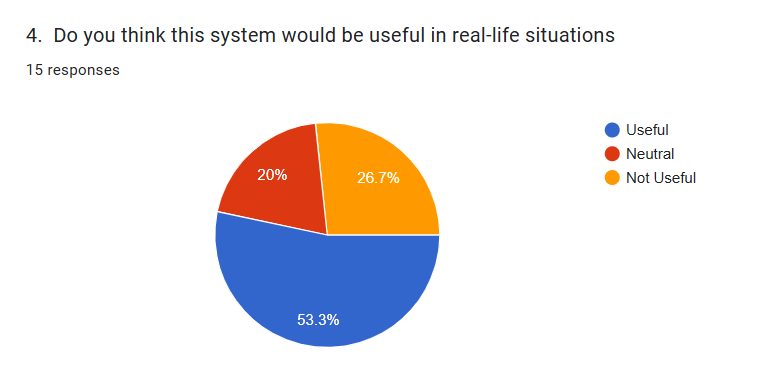 4. Do you think this system would be useful in real-life situations
15 responses
Useful
Neutral
Not Useful
20%
26.7%
53.3%